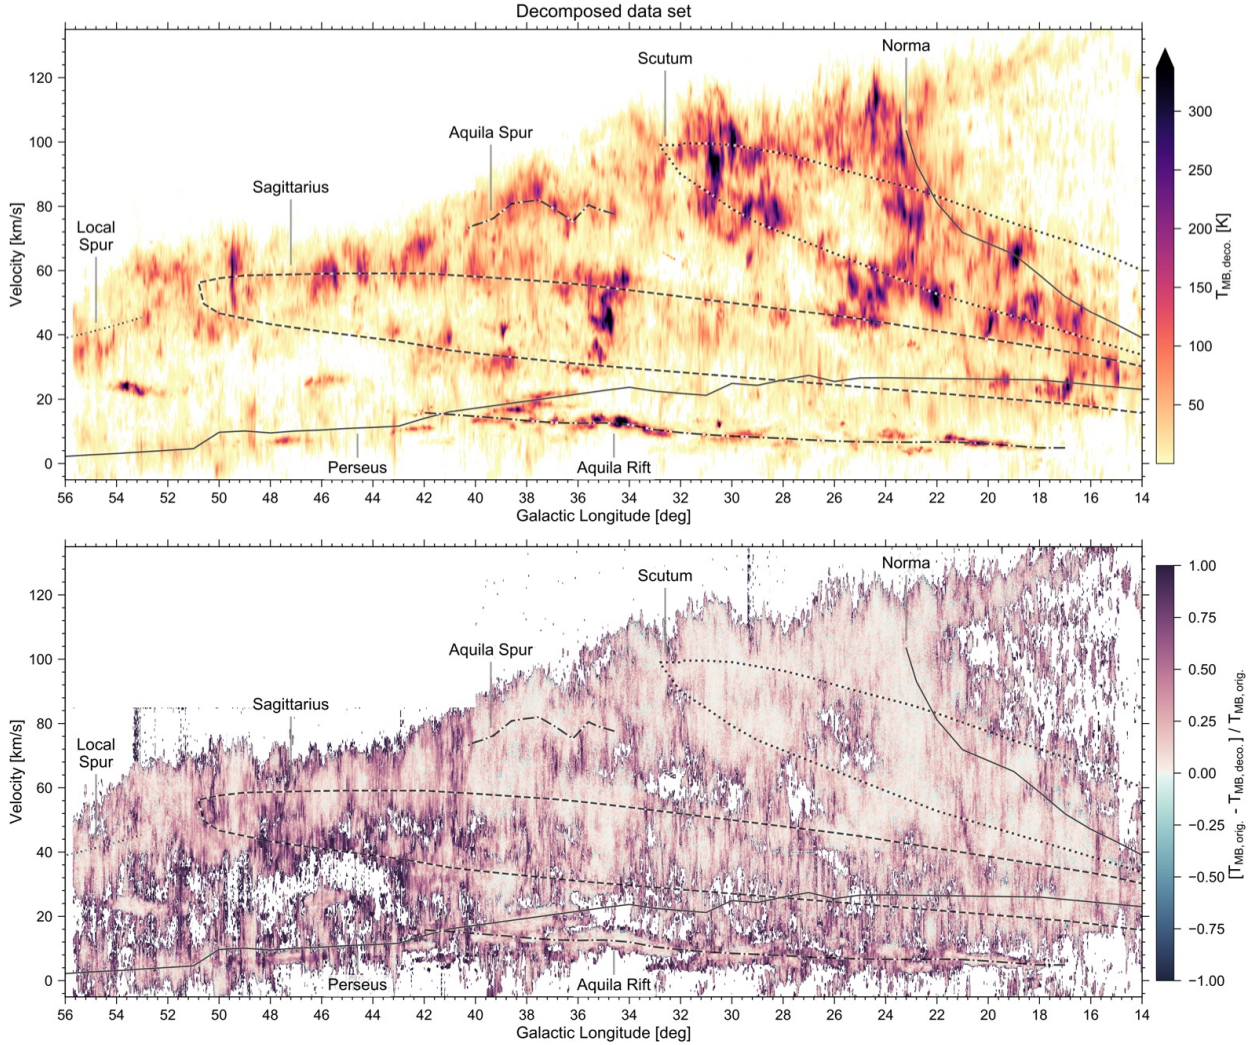 Decomposed data set
Norma
Scutum
Aquila Spur
Sagittarius
Local
Spur
Perseus
Aquila Rift
Velocity [km/s]
120
100
80
60
40
20
0
56 54 52 50 48 46 44 42 40 38 36 34 32 30 28 26 24 22 20 18 16 14
Galactic Longitude [deg]
300
250
200
150
100
50
T_MB, deco. [K]
Norma
Scutum
Aquila Spur
Sagittarius
Local
Spur
Perseus
Aquila Rift
Velocity [km/s]
120
100
80
60
40
20
0
56 54 52 50 48 46 44 42 40 38 36 34 32 30 28 26 24 22 20 18 16 14
Galactic Longitude [deg]
1.00
0.75
0.50
0.25
0.00
−0.25
−0.50
−0.75
−1.00
[T_MB, orig. - T_MB, deco.] / T_MB, orig.